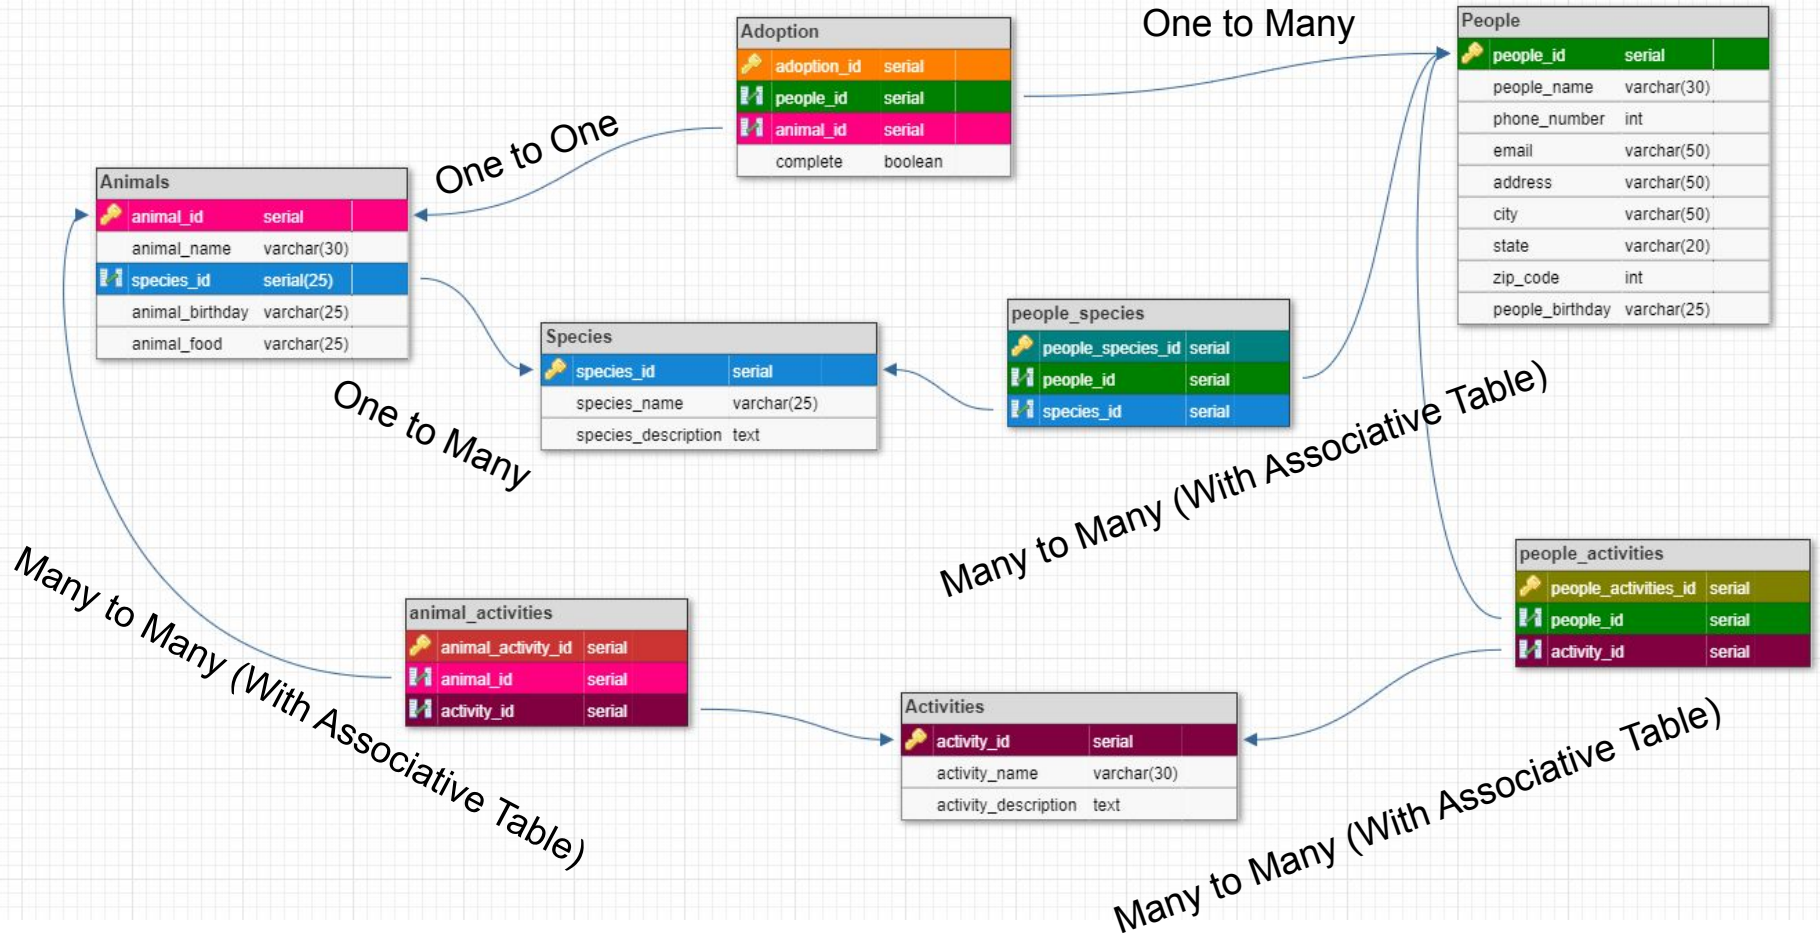 One to Many
Adoption
adoption_id serial
people_id serial
animal_id serial
complete boolean
People
people_id serial
people_name varchar(30)
phone_number int
email varchar(50)
address varchar(50)
city varchar(50)
state varchar(20)
zip_code int
people_birthday varchar(25)
One to One
Animals
animal_id serial
animal_name varchar(30)
species_id serial(25)
animal_birthday varchar(25)
animal_food varchar(25)
Species
species_id serial
species_name varchar(25)
species_description text
people_species
people_species_id serial
people_id serial
species_id serial
One to Many
Many to Many (With Associative Table)
people_activities
people_activities_id serial
people_id serial
activity_id serial
Many to Many (With Associative Table)
animal_activities
animal_activity_id serial
animal_id serial
activity_id serial
Activities
activity_id serial
activity_name varchar(30)
activity_description text
Many to Many (With Associative Table)